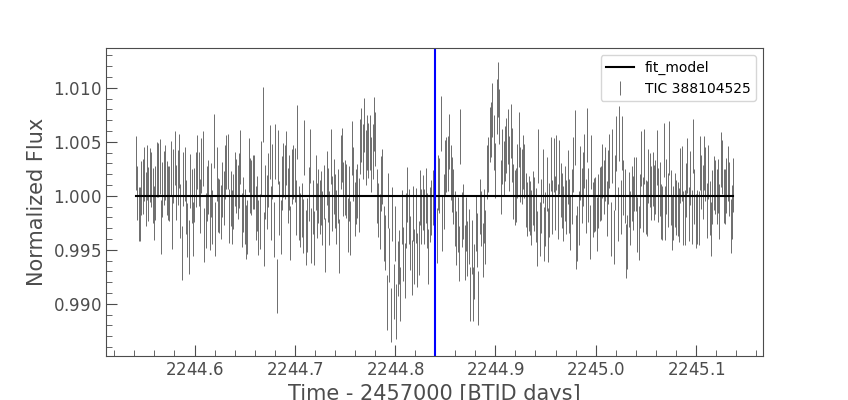 1.010
1.005
1.000
0.995
0.990
Normalized Flux
fit_model
TIC 388104525
2244.6
2244.7
2244.8
2244.9
2245.0
2245.1
Time - 2457000 [BTJD days]